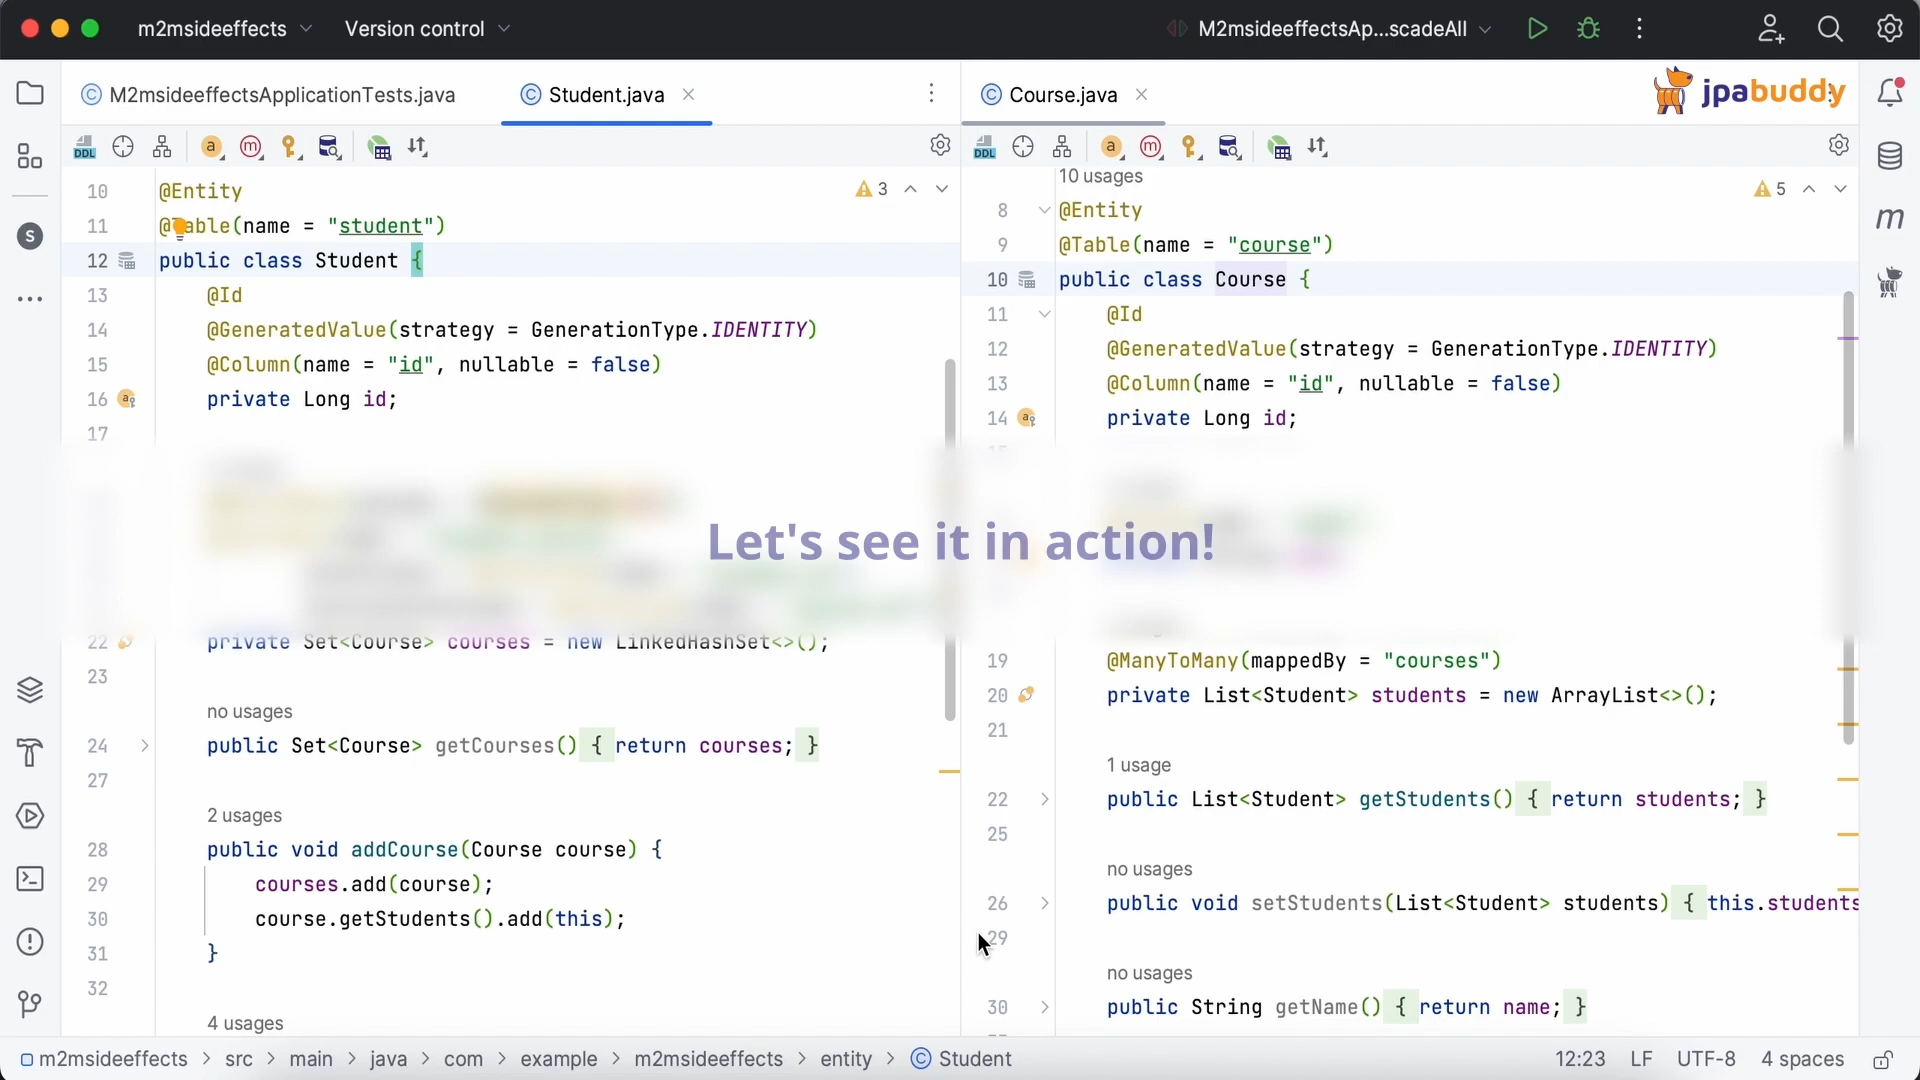 m2msideeffects
Version control
M2msideeffectsAp...scadeAll
M2msideeffectsApplicationTests.java
Student.java
Course.java
jpabuddy
DDL
a
m
DDL
a
m
3
10 @Entity
11 @Table(name = "student")
12 public class Student {
13 @Id
14 @GeneratedValue(strategy = GenerationType.IDENTITY)
15 @Column(name = "id", nullable = false)
16 private Long id;
17
22 private Set<Course> courses = new LinkedHashSet<>();
23
no usages
24 public Set<Course> getCourses() { return courses; }
27
2 usages
28 public void addCourse(Course course) {
29 courses.add(course);
30 course.getStudents().add(this);
31 }
32
4 usages
10 usages
5
8 @Entity
9 @Table(name = "course")
10 public class Course {
11 @Id
12 @GeneratedValue(strategy = GenerationType.IDENTITY)
13 @Column(name = "id", nullable = false)
14 private Long id;
19 @ManyToMany(mappedBy = "courses")
20 private List<Student> students = new ArrayList<>();
21
1 usage
22 public List<Student> getStudents() { return students; }
25
no usages
26 public void setStudents(List<Student> students) { this.students
29
no usages
30 public String getName() { return name; }
Let's see it in action!
S
m
m2msideeffects > src > main > java > com > example > m2msideeffects > entity > Student
12:23 LF UTF-8 4 spaces